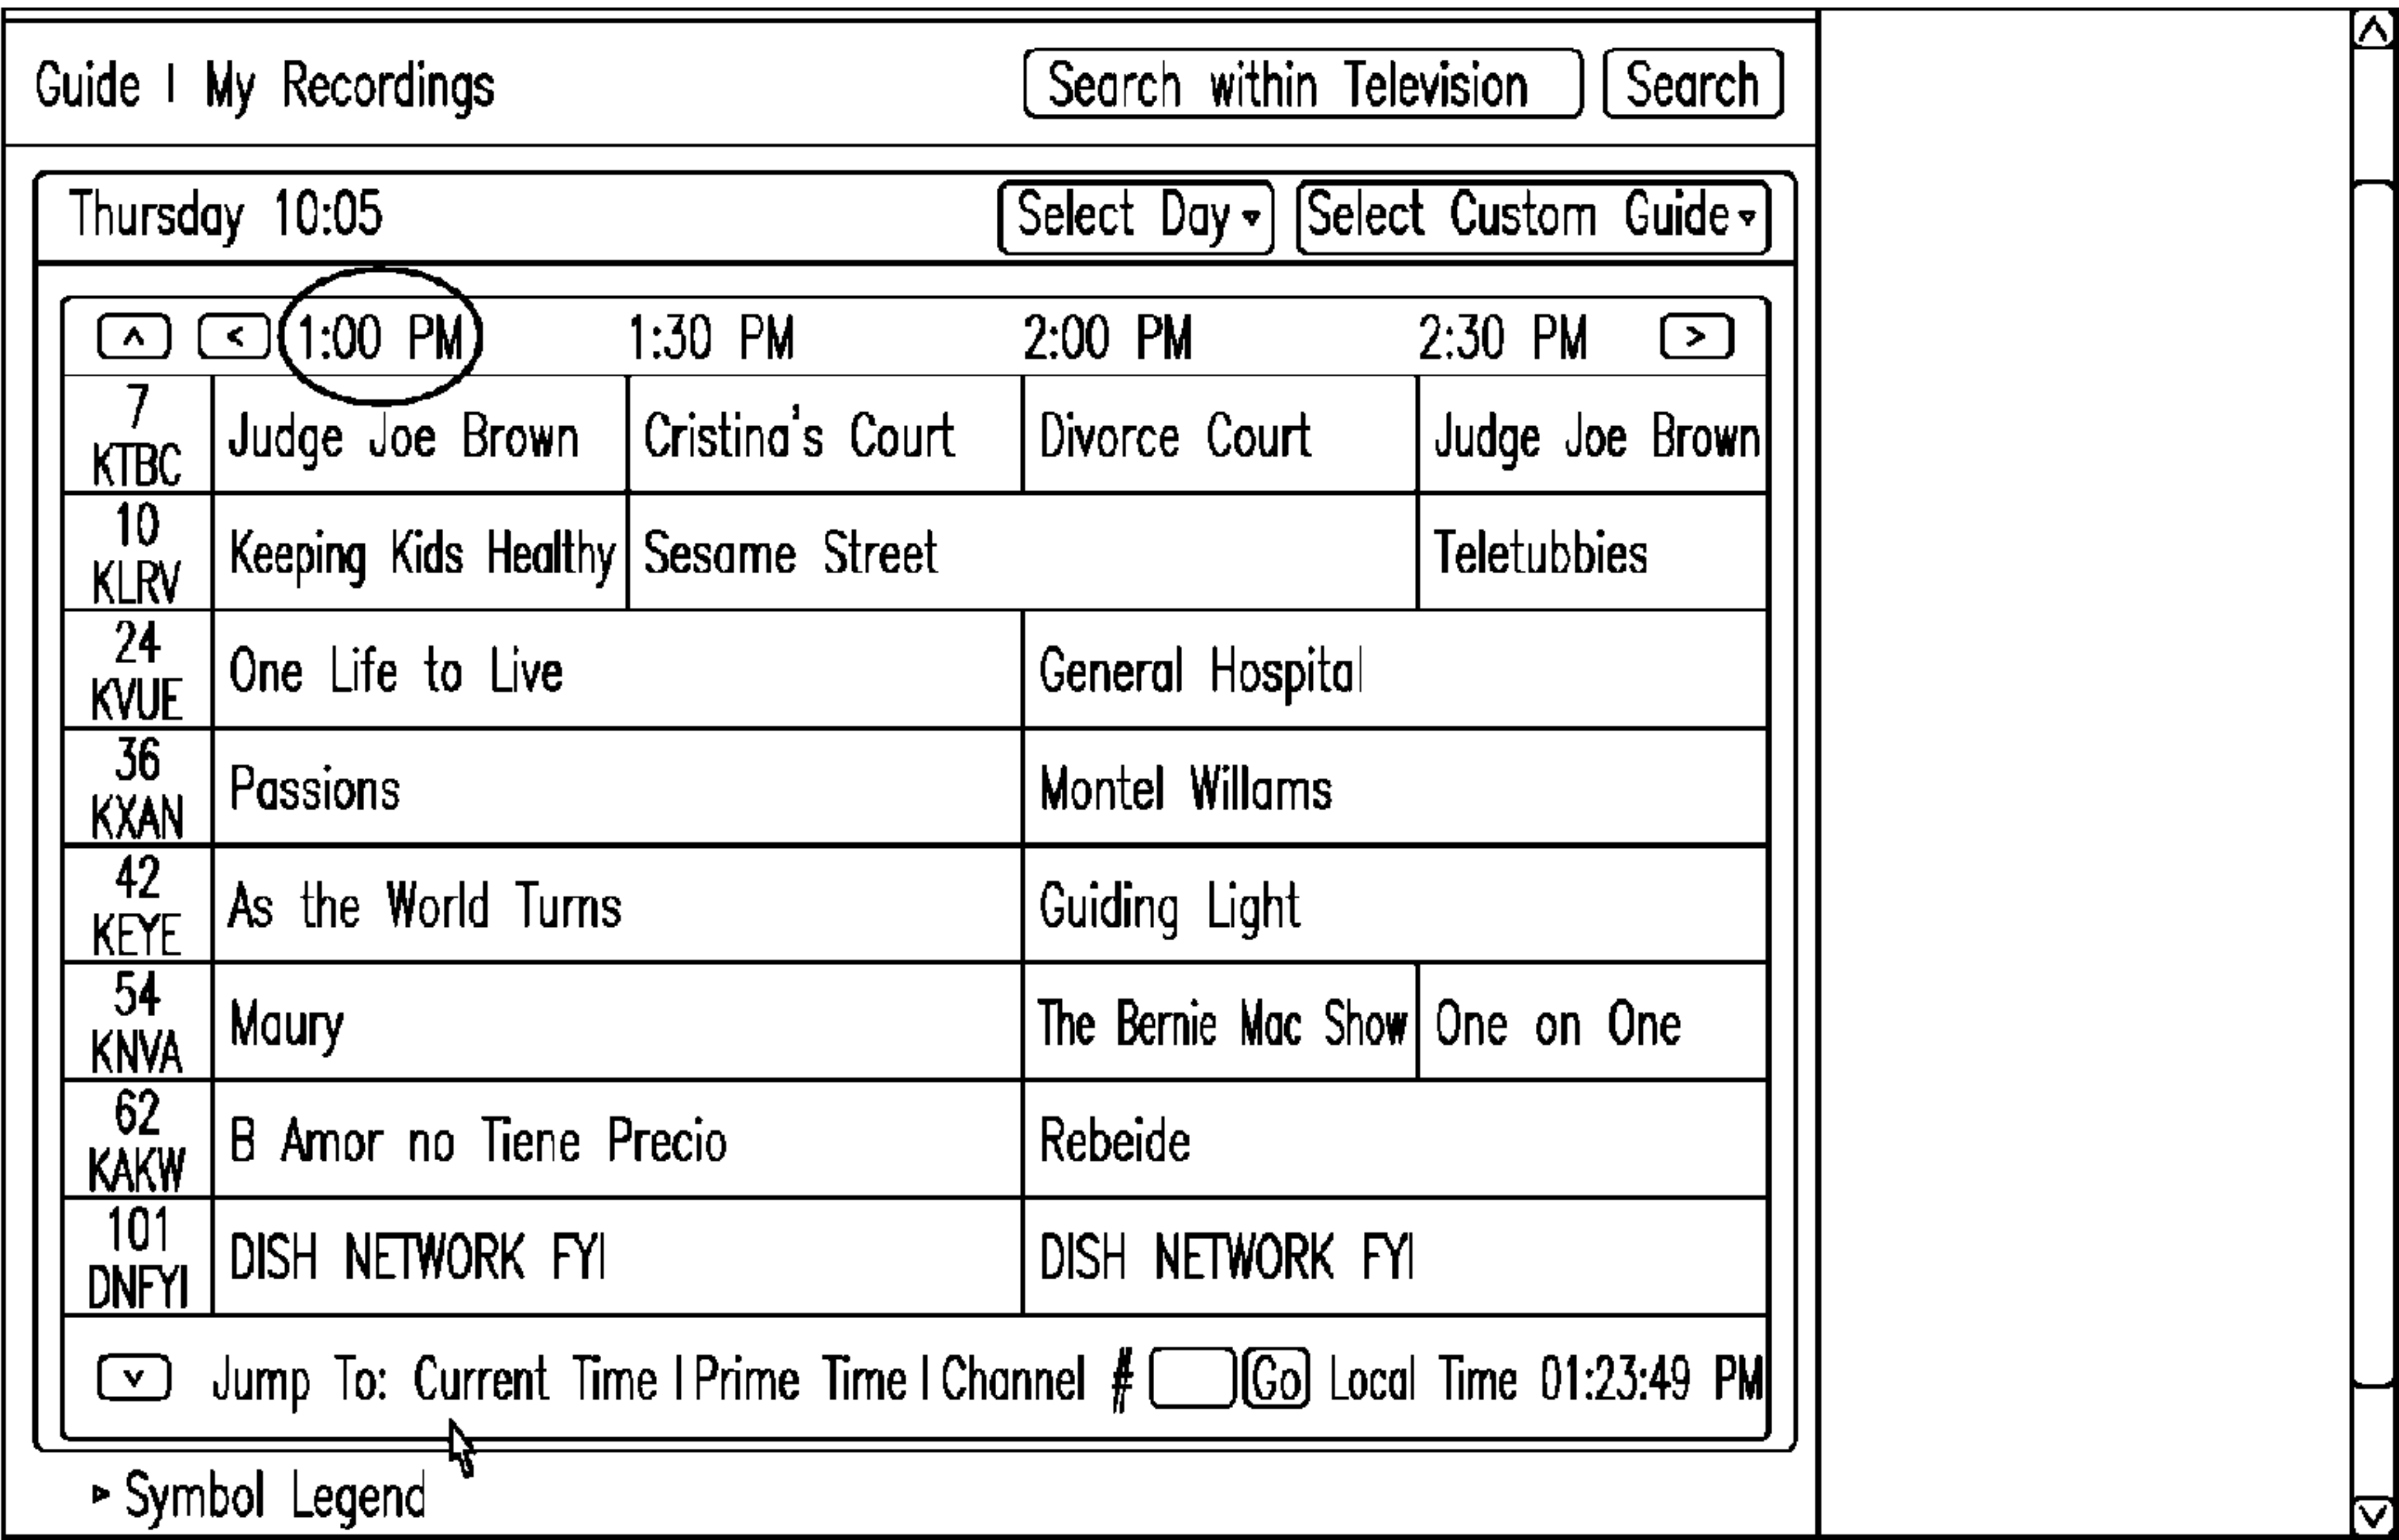 Guide | My Recordings Search within Television Search
Thursday 10:05 Select Day Select Custom Guide
1:00 PM 1:30 PM 2:00 PM 2:30 PM
7 KTBC Judge Joe Brown Cristina's Court Divorce Court Judge Joe Brown
10 KLRV Keeping Kids Healthy Sesame Street Teletubbies
24 KVUE One Life to Live General Hospital
36 KXAN Passions Montel Willams
42 KEYE As the World Turns Guiding Light
54 KNVA Maury The Bernie Mac Show One on One
62 KAKW B Amor no Tiene Precio Rebeide
101 DNFYI DISH NETWORK FYI DISH NETWORK FYI
Jump To: Current Time | Prime Time | Channel # Go Local Time 01:23:49 PM
Symbol Legend